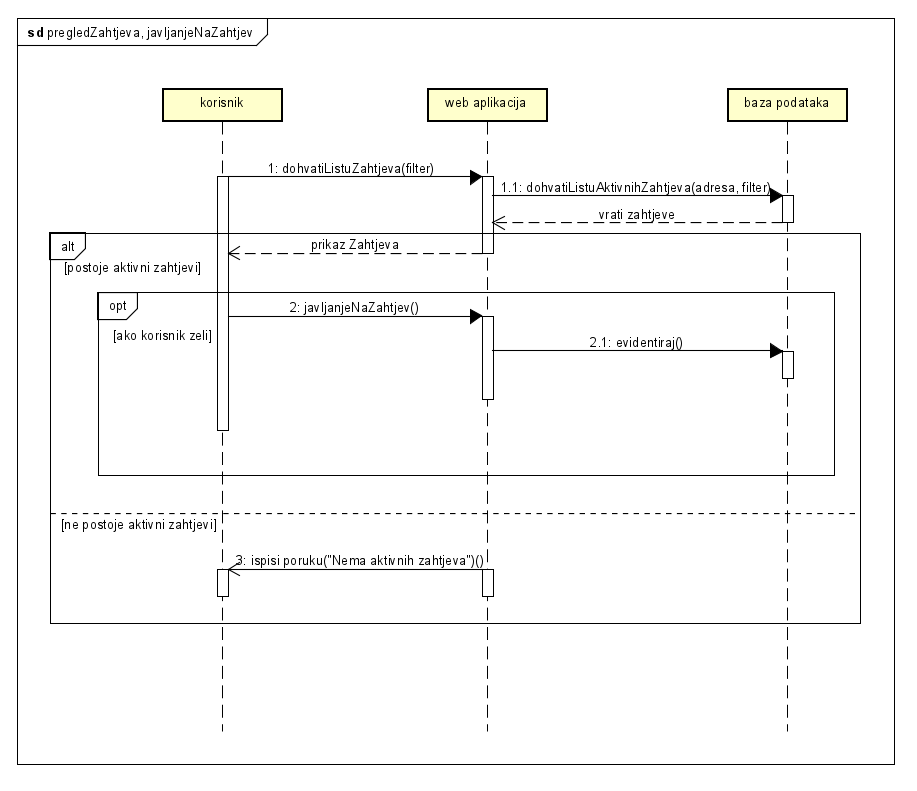 sd pregledZahtjeva, javljanjeNaZahtjev
korisnik
web aplikacija
baza podataka
1: dohvatiListuZahtjeva(filter)
1.1: dohvatiListuAktivnihZahtjeva(adresa, filter)
vrati zahtjeve
alt
prikaz Zahtjeva
[postoje aktivni zahtjevi]
opt
2: javljanjeNaZahtjev()
[ako korisnik zeli]
2.1: evidentiraj()
[ne postoje aktivni zahtjevi]
3: ispisi poruku("Nema aktivnih zahtjeva")()